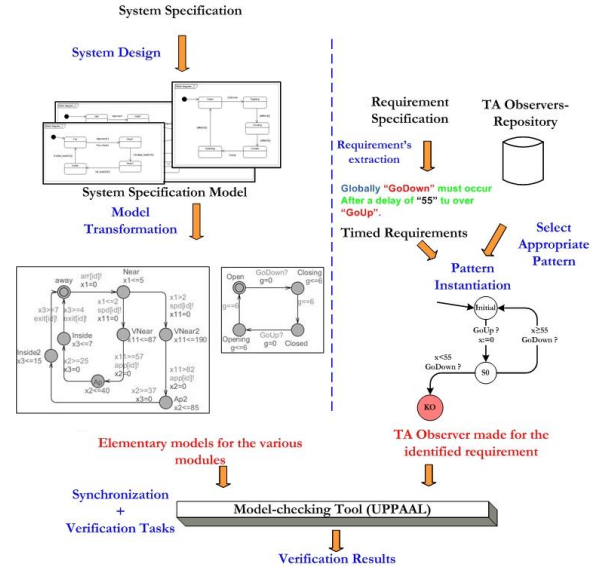 System Specification
System Design
System Specification Model
Model
Transformation
Requirement
Specification
TA Observers-
Repository
Requirement's
extraction
Globally "GoDown" must occur
After a delay of "55" tu over
"GoUp".
Timed Requirements
Select
Appropriate
Pattern
Pattern
Instantiation
away
arr[id]!
x1=0
Near
x1<=5
x3>=7
exit[id]!
x3>=4
exit[id]!
x1<=2
spd[id]!
x11=0
x1>2
spd[id]!
x11=0
Inside
x3<=7
VNear
x11<=87
VNear2
x11<=190
Inside2
x3<=15
x2>=25
x3=0
x11>=57
app[id]!
x2=0
x11>82
app[id]!
x2=0
Ap
x2<=40
x2>=37
x3=0
Ap2
x2<=85
Open
GoDown?
g=0
Closing
g<=6
g<=6
g=6
Opening
g<=6
GoUp?
g=0
Closed
Initial
GoUp ?
x:=0
x≥55
GoDown ?
x<55
GoDown ?
S0
KO
Elementary models for the various
modules
TA Observer made for the
identified requirement
Synchronization
+
Verification Tasks
Model-checking Tool (UPPAAL)
Verification Results